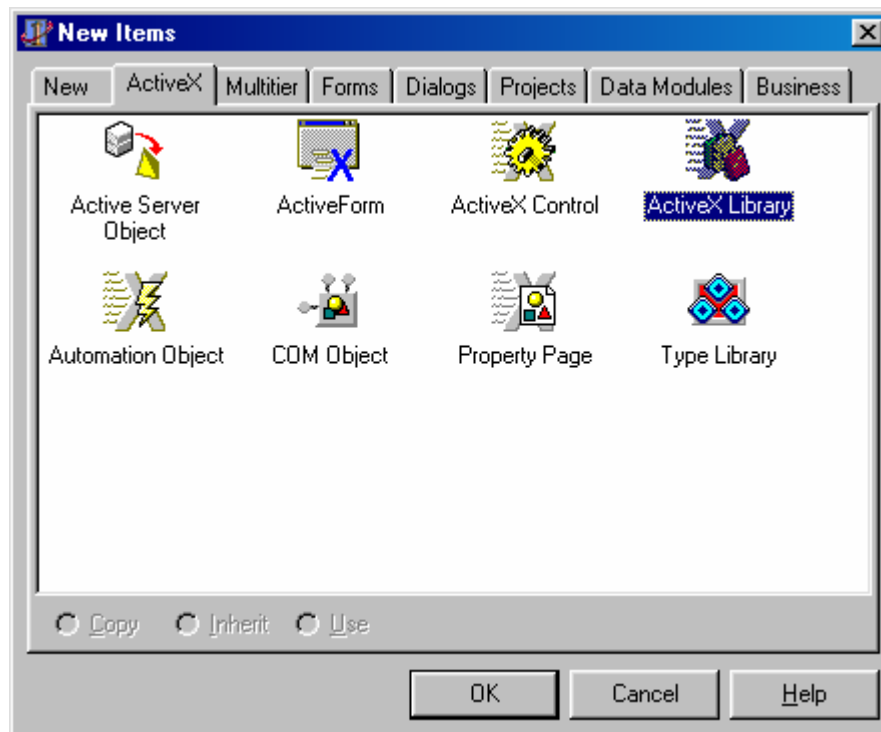 New Items
New ActiveX Multitier Forms Dialogs Projects Data Modules Business
Active Server Object
ActiveForm
ActiveX Control
ActiveX Library
Automation Object
COM Object
Property Page
Type Library
Copy Inherit Use
OK Cancel Help